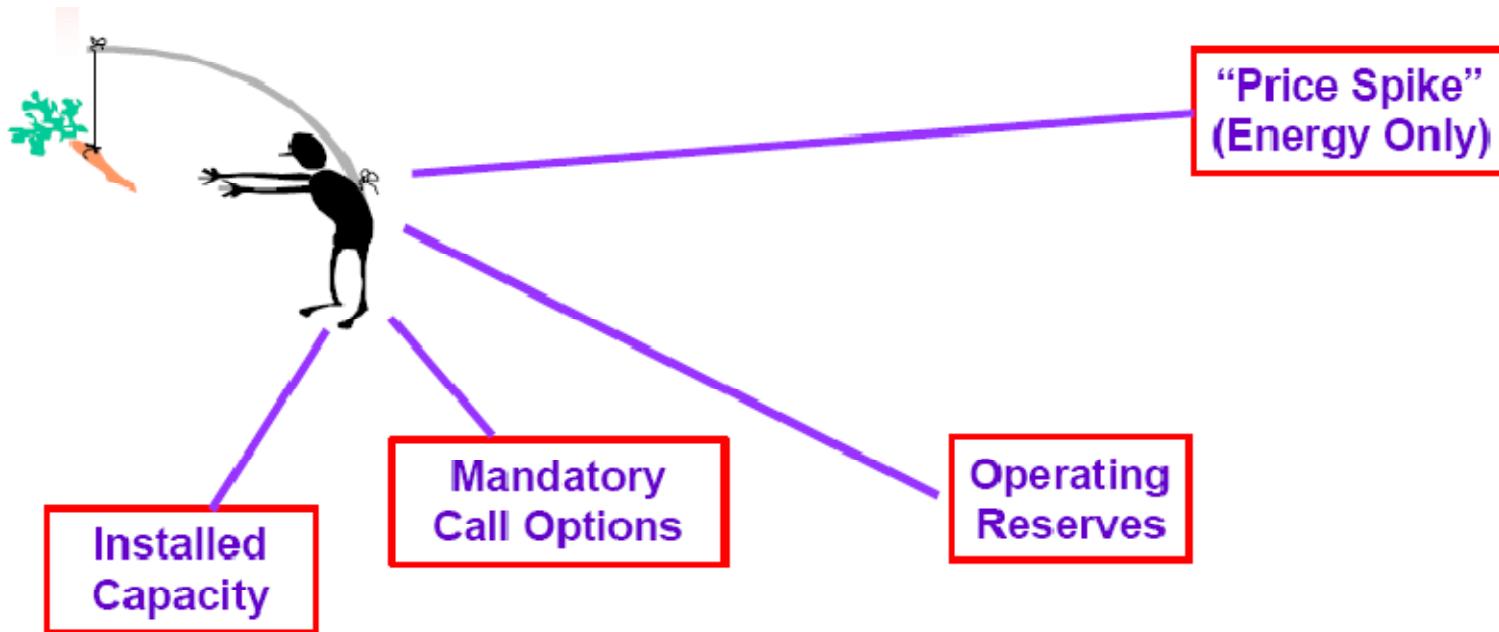 “Price Spike”
(Energy Only)
Mandatory
Call Options
Operating
Reserves
Installed
Capacity